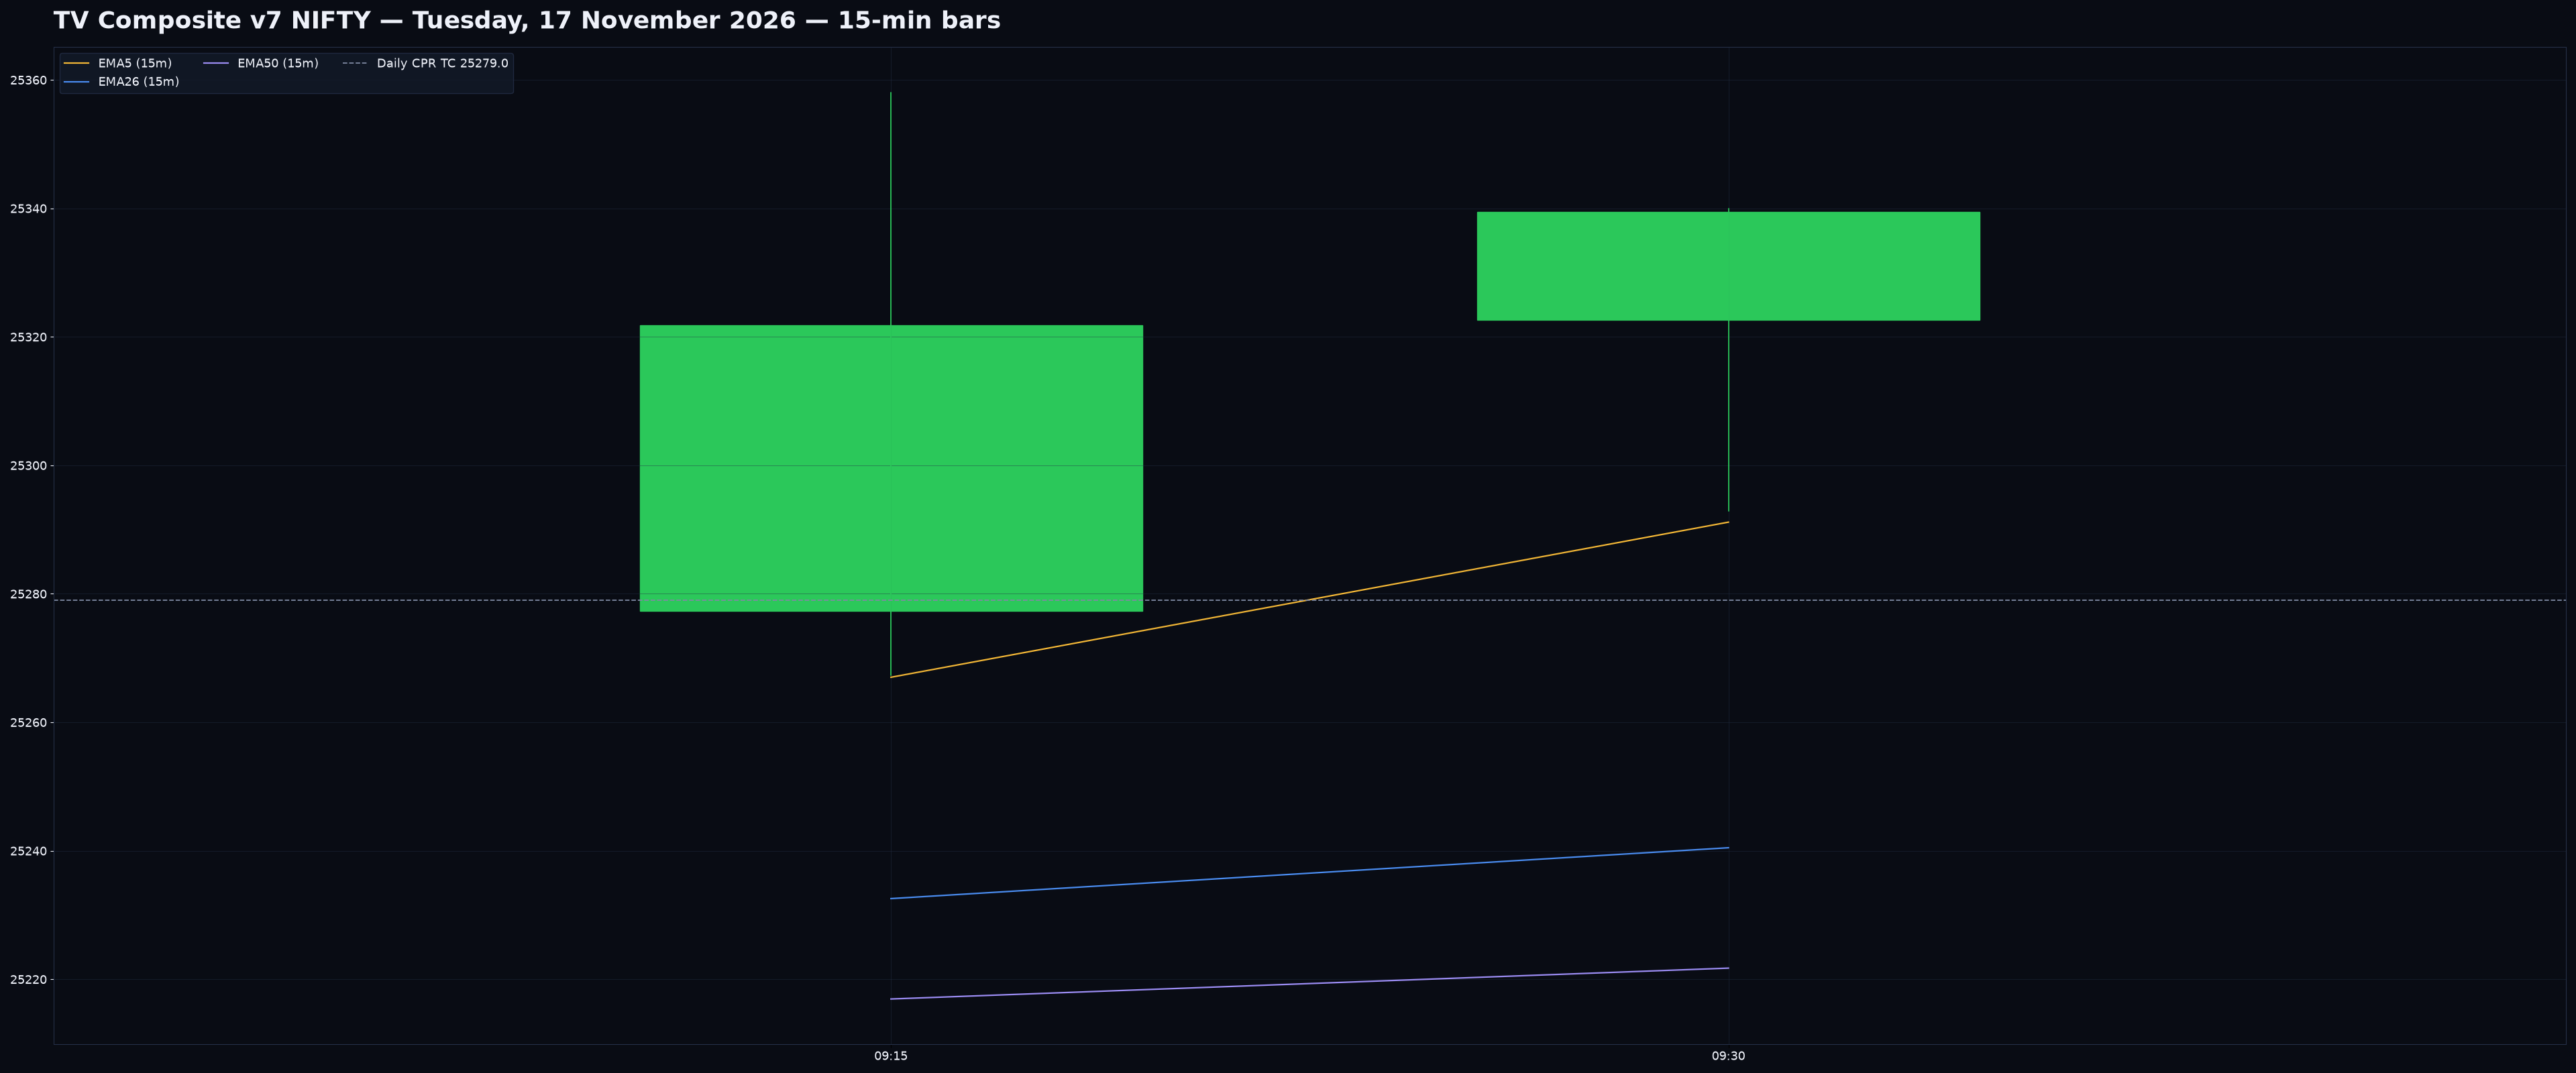 TV Composite v7 NIFTY — Tuesday, 17 November 2026 — 15-min bars
EMA5 (15m)
EMA26 (15m)
EMA50 (15m)
Daily CPR TC 25279.0
25360
25340
25320
25300
25280
25260
25240
25220
09:15
09:30